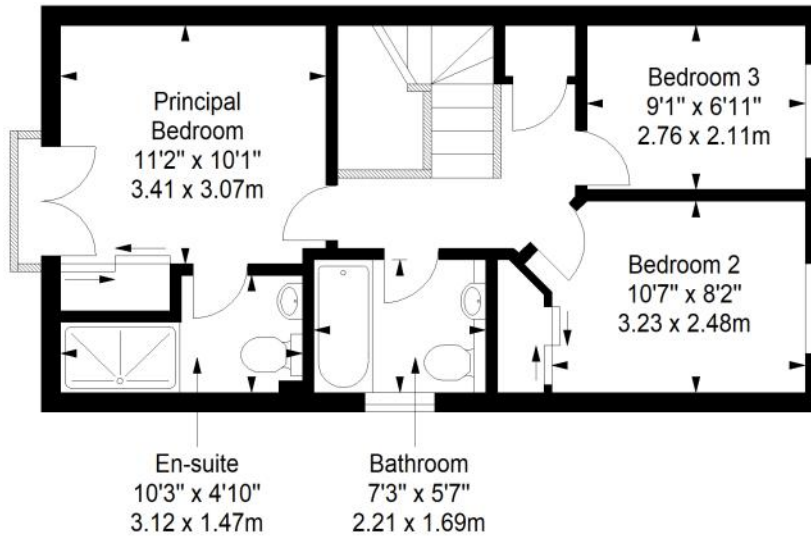 Principal
Bedroom
11'2" x 10'1"
3.41 x 3.07m
Bedroom 3
9'1" x 6'11"
2.76 x 2.11m
Bedroom 2
10'7" x 8'2"
3.23 x 2.48m
En-suite
10'3" x 4'10"
3.12 x 1.47m
Bathroom
7'3" x 5'7"
2.21 x 1.69m